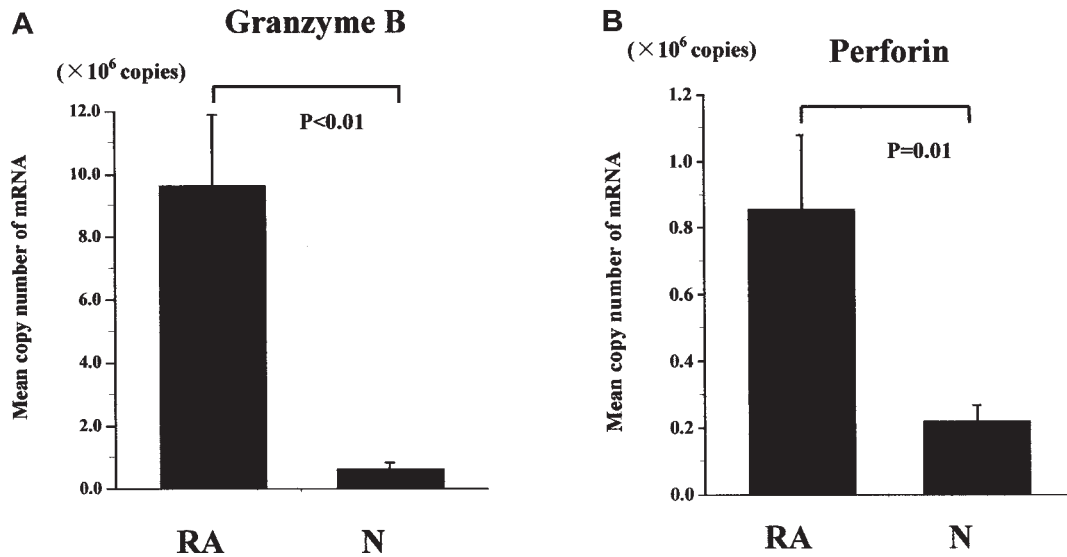 A
Granzyme B
(×10⁶ copies)
P<0.01
12.0
10.0
8.0
6.0
4.0
2.0
0.0
Mean copy number of mRNA
RA N
B
(×10⁶ copies)
Perforin
P=0.01
1.2
1.0
0.8
0.6
0.4
0.2
0.0
Mean copy number of mRNA
RA N